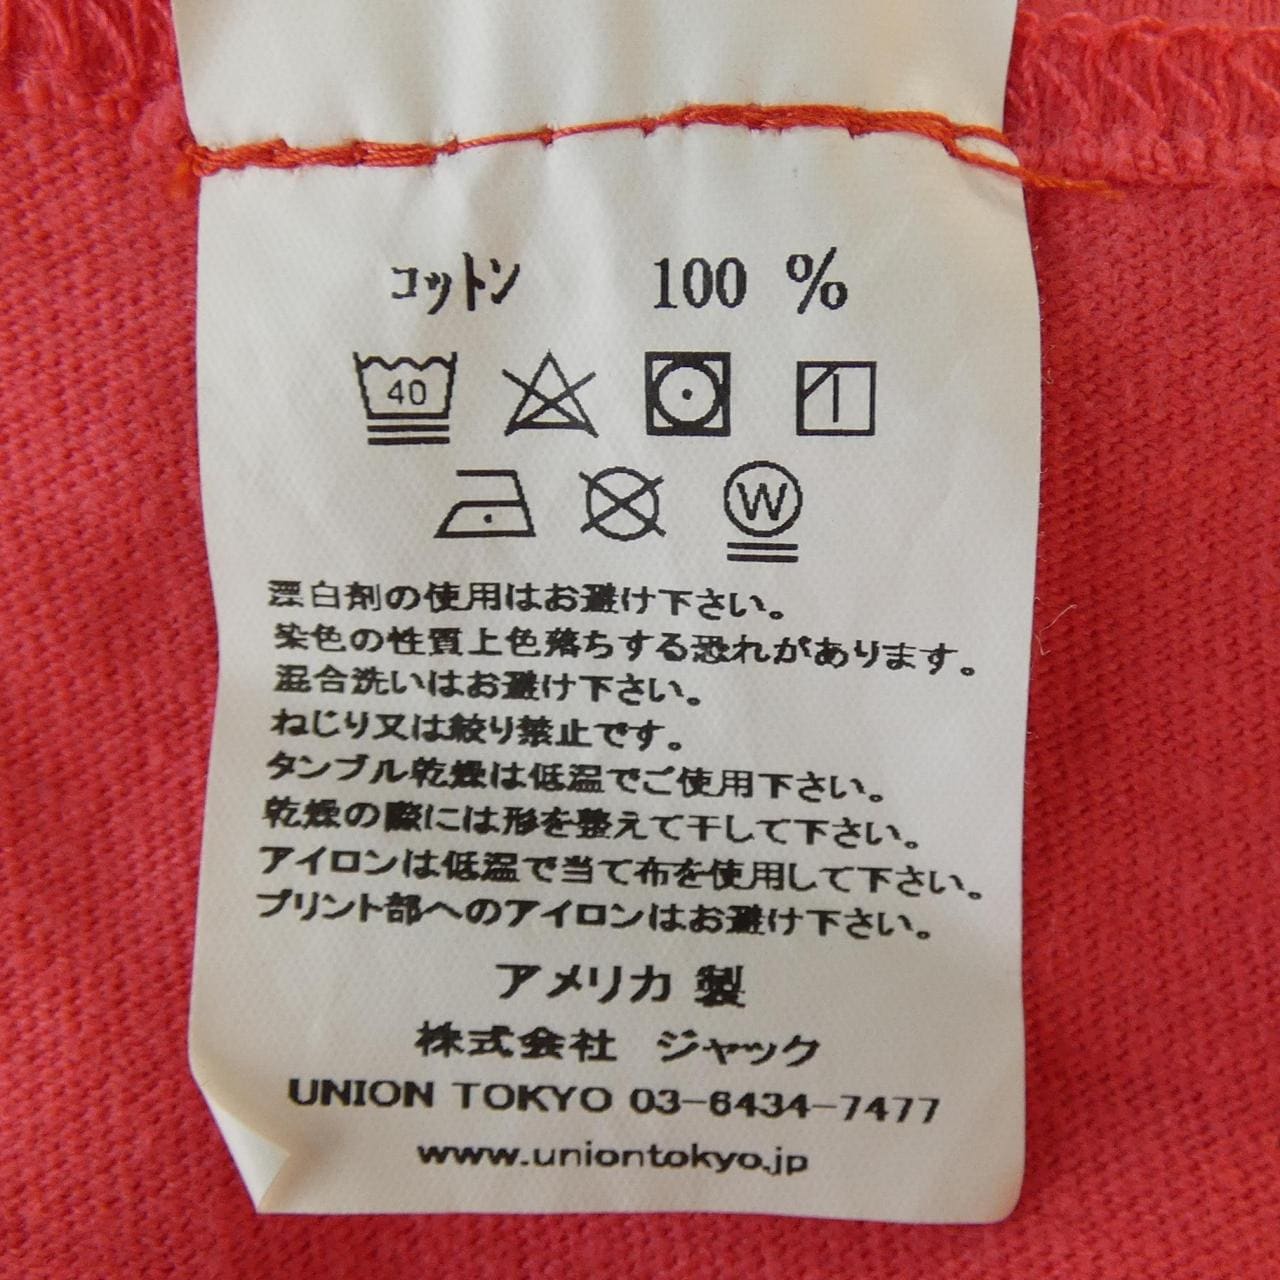 コットン 100 %
40
W
漂白剤の使用はお避け下さい。
染色の性質上色落ちする恐れがあります。
混合洗いはお避け下さい。
ねじり又は絞り禁止です。
タンブル乾燥は低温でご使用下さい。
乾燥の際には形を整えて干して下さい。
アイロンは低温で当て布を使用して下さい。
プリント部へのアイロンはお避け下さい。
アメリカ 製
株式会社 ジャック
UNION TOKYO 03-6434-7477
www.uniontokyo.jp